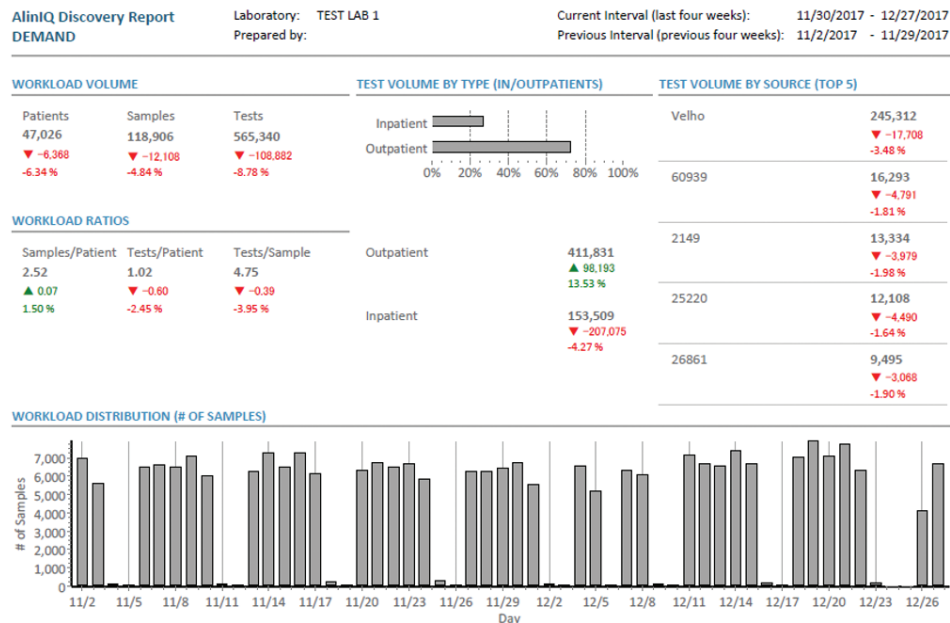 AlinIQ Discovery Report
DEMAND
Laboratory: TEST LAB 1
Prepared by:
Current Interval (last four weeks): 11/30/2017 - 12/27/2017
Previous Interval (previous four weeks): 11/2/2017 - 11/29/2017
WORKLOAD VOLUME
Patients Samples Tests
47,026 118,906 565,340
▼ -6,368 ▼ -12,108 ▼ -108,882
-6.34 % -4.84 % -8.78 %
WORKLOAD RATIOS
Samples/Patient Tests/Patient Tests/Sample
2.52 1.02 4.75
▲ 0.07 ▼ -0.60 ▼ -0.39
1.50 % -2.45 % -3.95 %
TEST VOLUME BY TYPE (IN/OUTPATIENTS)
Inpatient
Outpatient
0% 20% 40% 60% 80% 100%
Outpatient 411,831
▲ 98,193
13.53 %
Inpatient 153,509
▼ -207,075
-4.27 %
TEST VOLUME BY SOURCE (TOP 5)
Velho 245,312
▼ -17,708
-3.48 %
60939 16,293
▼ -4,791
-1.81 %
2149 13,334
▼ -3,979
-1.98 %
25220 12,108
▼ -4,490
-1.64 %
26861 9,495
▼ -3,068
-1.90 %
WORKLOAD DISTRIBUTION (# OF SAMPLES)
# of Samples
7,000
6,000
5,000
4,000
3,000
2,000
1,000
0
11/2 11/5 11/8 11/11 11/14 11/17 11/20 11/23 11/26 11/29 12/2 12/5 12/8 12/11 12/14 12/17 12/20 12/23 12/26
Day